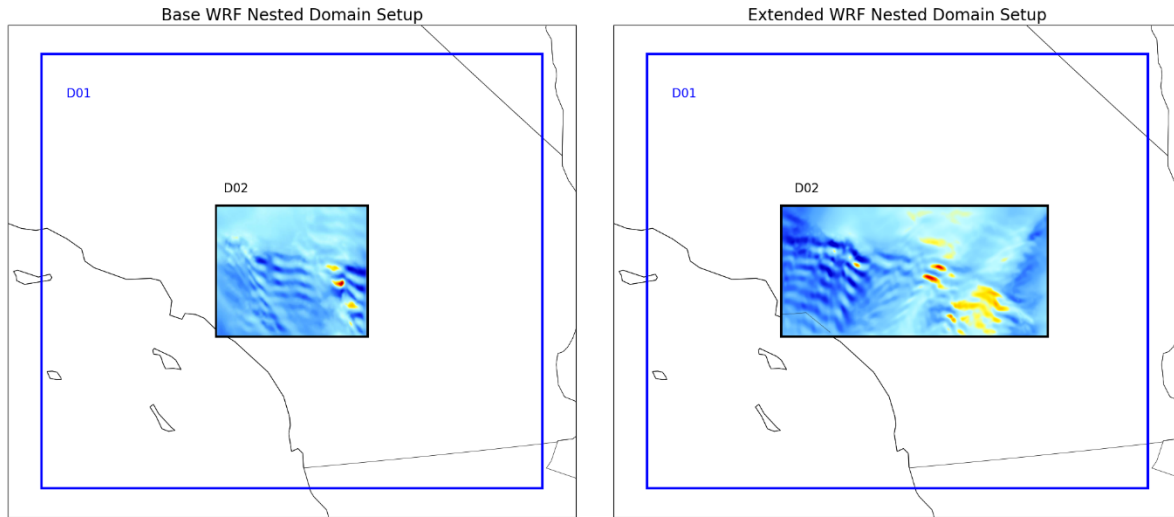 Base WRF Nested Domain Setup
D01
D02
Extended WRF Nested Domain Setup
D01
D02